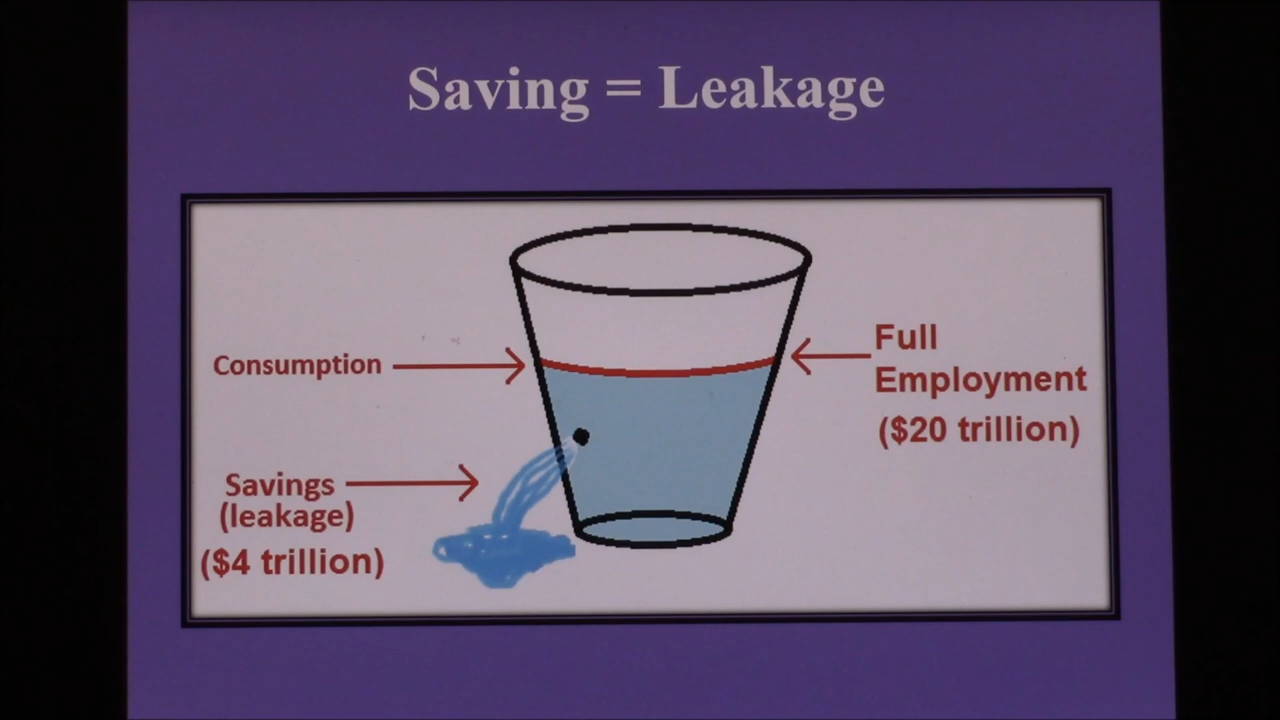 Saving = Leakage
Consumption
Full
Employment
($20 trillion)
Savings
(leakage)
($4 trillion)